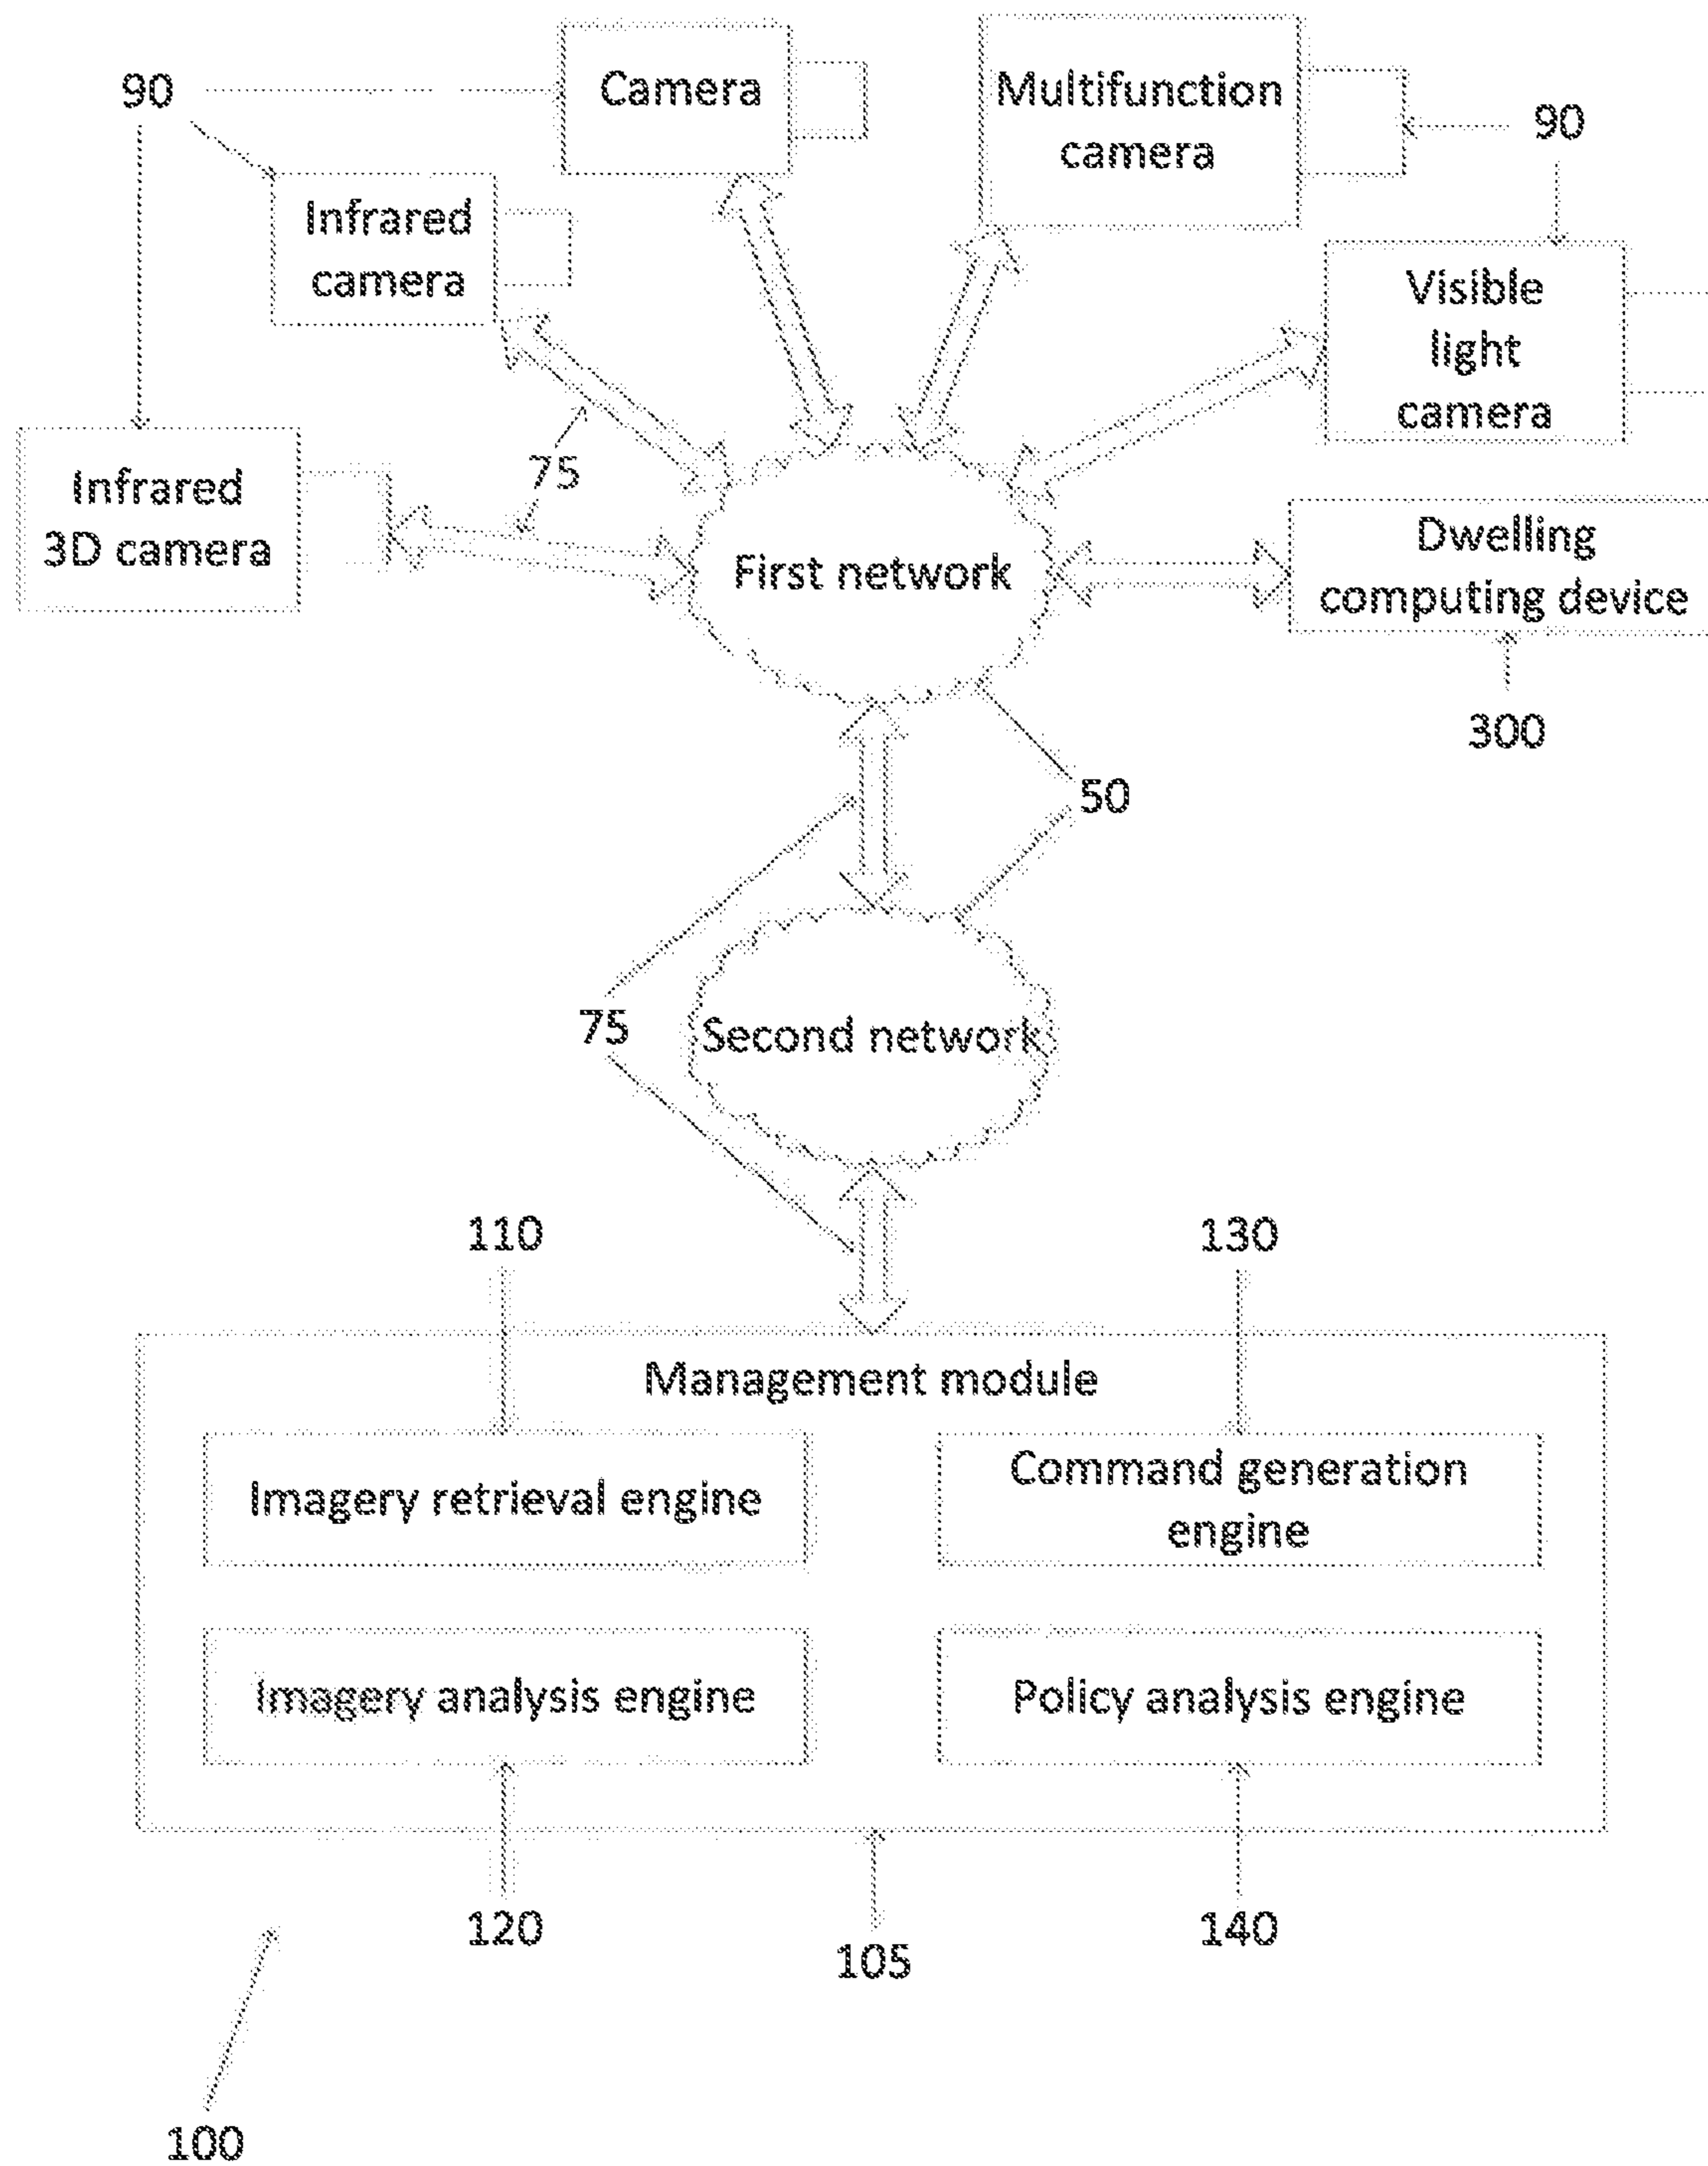 90
Camera
Multifunction
camera
90
Infrared
camera
Visible
light
camera
75
Infrared
3D camera
First network
Dwelling
computing device
300
50
75
Second network
110
130
Management module
Imagery retrieval engine
Command generation
engine
Imagery analysis engine
Policy analysis engine
120
105
140
100